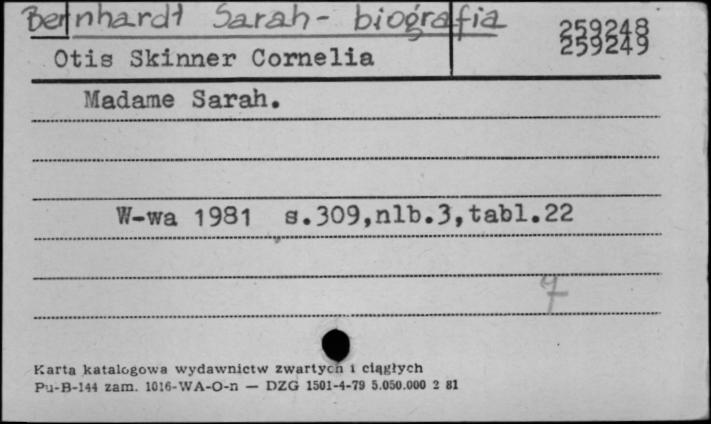 Bernhardt Sarah - biografia
259248
259249
Otis Skinner Cornelia
Madame Sarah.
W-wa 1981 s.309,nlb.3,tabl.22
7
Karta katalogowa wydawnictw zwartych i ciągłych
Pu-B-144 zam. 1016-WA-O-n — DZG 1501-4-79 5.050.000 2 81